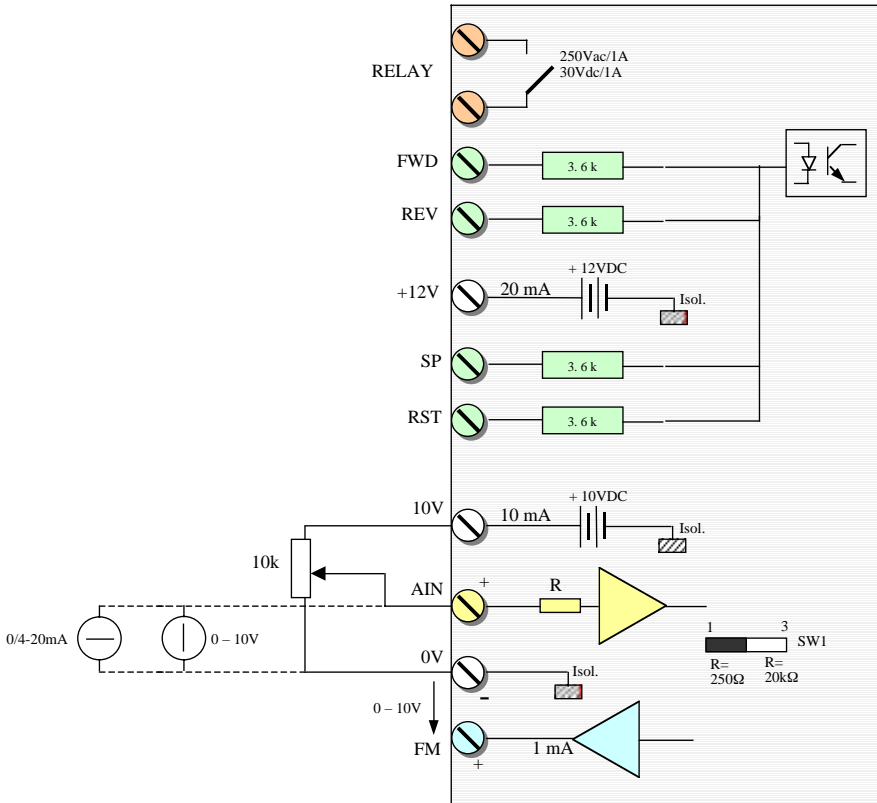 250Vac/1A
30Vdc/1A
RELAY
FWD
3. 6 k
REV
3. 6 k
+ 12VDC
+12V
20 mA
Isol.
SP
3. 6 k
RST
3. 6 k
+ 10VDC
10V
10 mA
Isol.
10k
AIN
+
R
1
3
SW1
R=
250Ω
R=
20kΩ
0/4-20mA
0 – 10V
0V
Isol.
-
0 – 10V
FM
+
1 mA